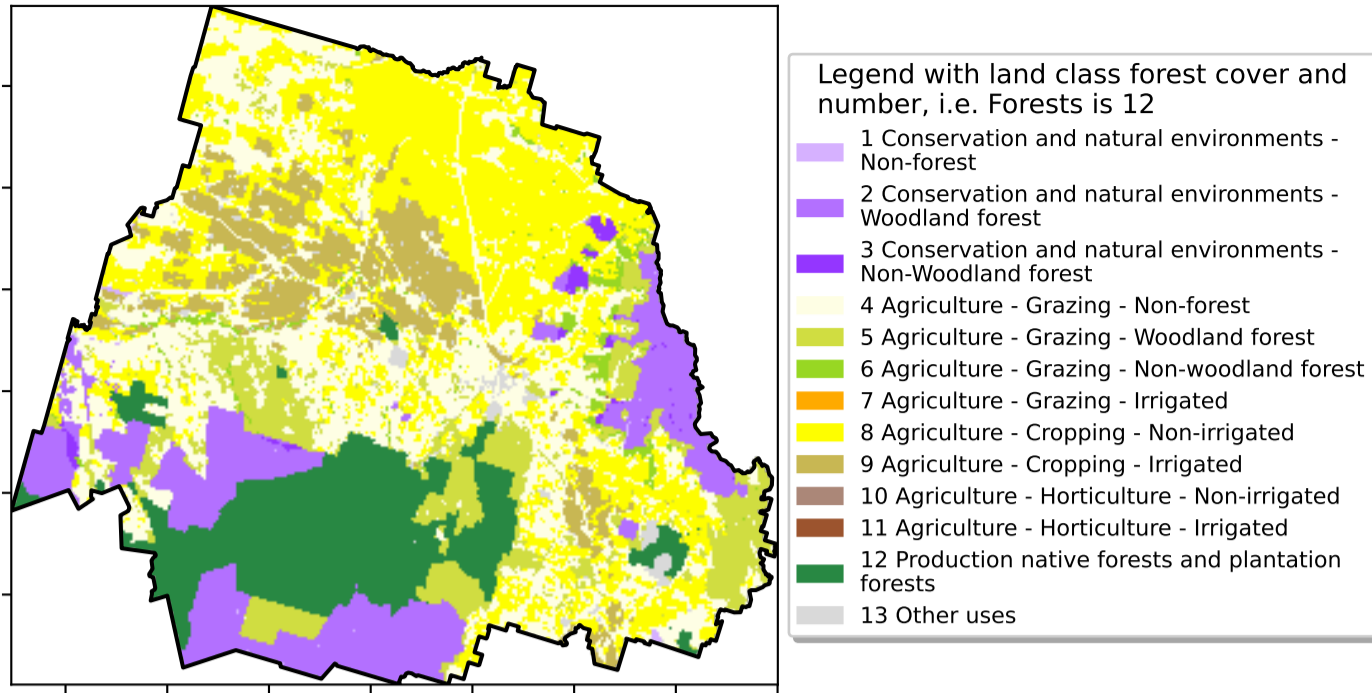 Legend with land class forest cover and
number, i.e. Forests is 12
1 Conservation and natural environments -
Non-forest
2 Conservation and natural environments -
Woodland forest
3 Conservation and natural environments -
Non-Woodland forest
4 Agriculture - Grazing - Non-forest
5 Agriculture - Grazing - Woodland forest
6 Agriculture - Grazing - Non-woodland forest
7 Agriculture - Grazing - Irrigated
8 Agriculture - Cropping - Non-irrigated
9 Agriculture - Cropping - Irrigated
10 Agriculture - Horticulture - Non-irrigated
11 Agriculture - Horticulture - Irrigated
12 Production native forests and plantation
forests
13 Other uses